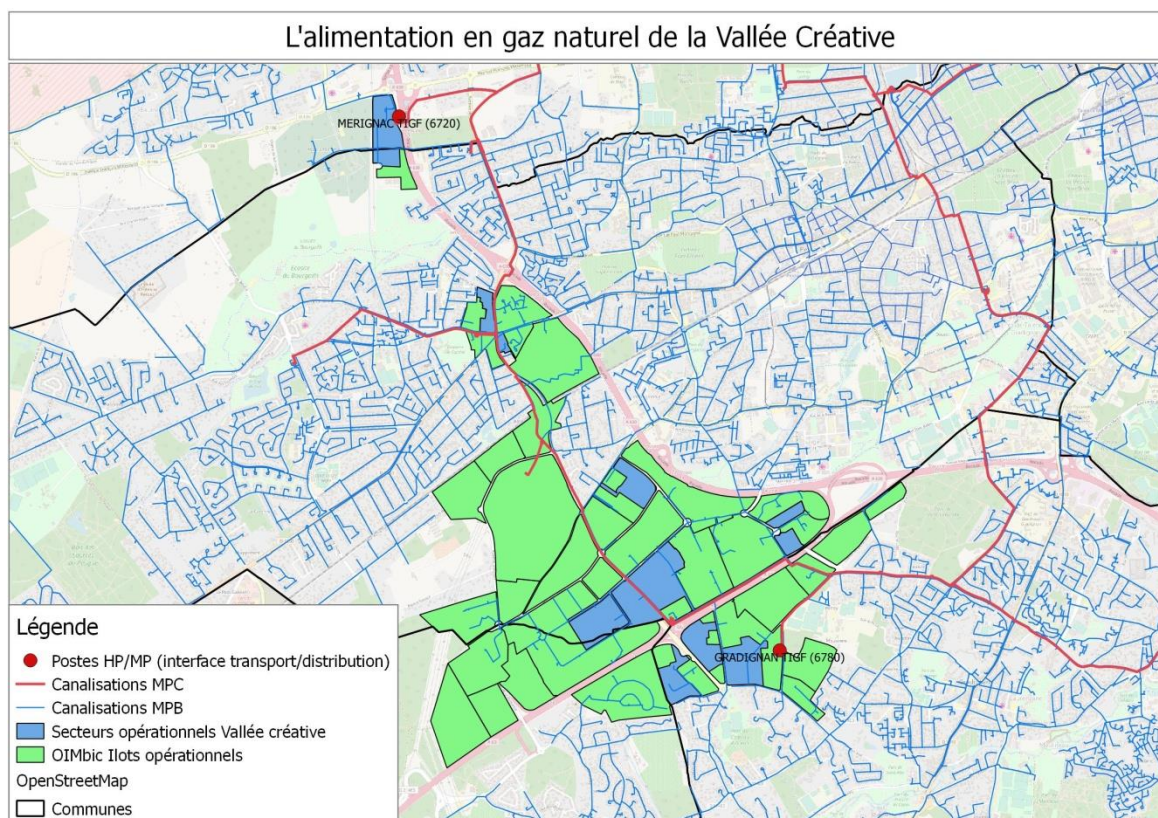 L'alimentation en gaz naturel de la Vallée Créative
MERIGNAC TIGF (6720)
GRADIGNAN TIGF (6780)
Légende
Postes HP/MP (interface transport/distribution)
Canalisations MPC
Canalisations MPB
Secteurs opérationnels Vallée créative
OIMbic Ilots opérationnels
OpenStreetMap
Communes